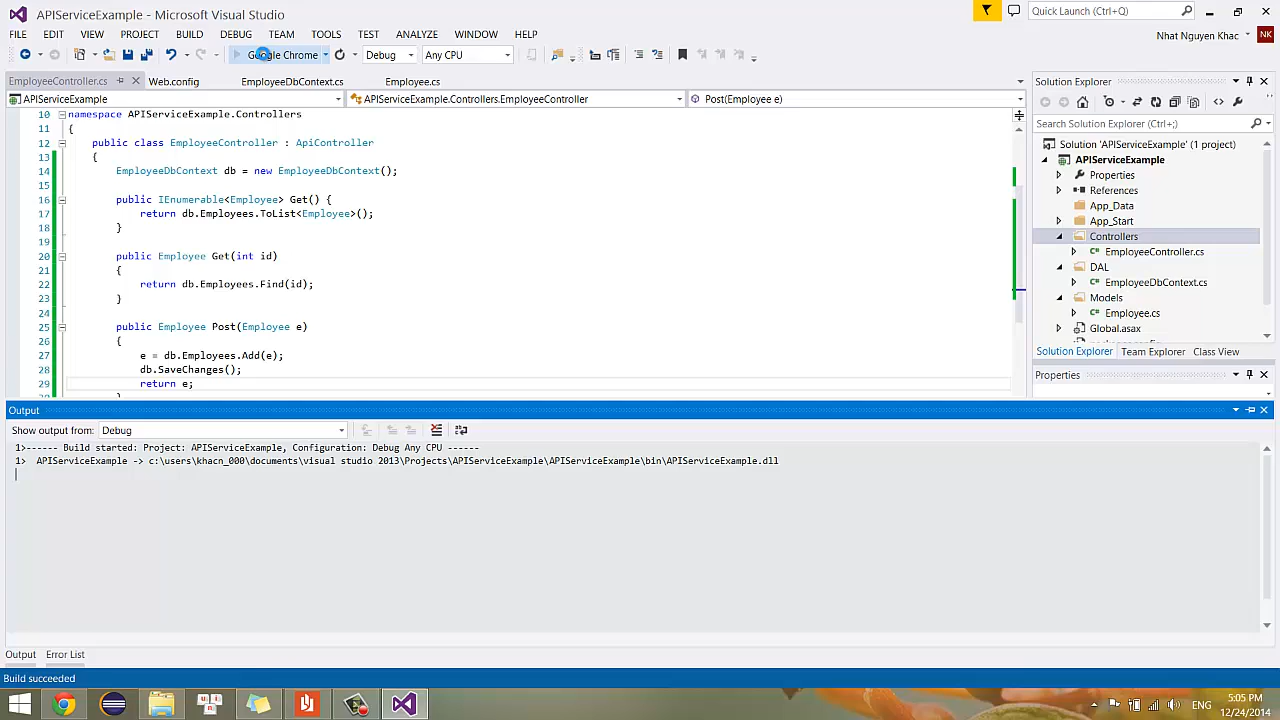 APIServiceExample - Microsoft Visual Studio
Quick Launch (Ctrl+Q)
FILE EDIT VIEW PROJECT BUILD DEBUG TEAM TOOLS TEST ANALYZE WINDOW HELP
Nhat Nguyen Khac NK
Google Chrome Debug Any CPU
EmployeeController.cs Web.config EmployeeDbContext.cs Employee.cs
APIServiceExample APIServiceExample.Controllers.EmployeeController Post(Employee e)
10 namespace APIServiceExample.Controllers
11 {
12 public class EmployeeController : ApiController
13 {
14 EmployeeDbContext db = new EmployeeDbContext();
15
16 public IEnumerable<Employee> Get() {
17 return db.Employees.ToList<Employee>();
18 }
19
20 public Employee Get(int id)
21 {
22 return db.Employees.Find(id);
23 }
24
25 public Employee Post(Employee e)
26 {
27 e = db.Employees.Add(e);
28 db.SaveChanges();
29 return e;
Solution Explorer
Search Solution Explorer (Ctrl+;)
Solution 'APIServiceExample' (1 project)
APIServiceExample
Properties
References
App_Data
App_Start
Controllers
EmployeeController.cs
DAL
EmployeeDbContext.cs
Models
Employee.cs
Global.asax
Solution Explorer Team Explorer Class View
Properties
Output
Show output from: Debug
1>------ Build started: Project: APIServiceExample, Configuration: Debug Any CPU ------
1> APIServiceExample -> c:\users\khacn_000\documents\visual studio 2013\Projects\APIServiceExample\APIServiceExample\bin\APIServiceExample.dll
Output Error List
Build succeeded
ENG
5:05 PM
12/24/2014